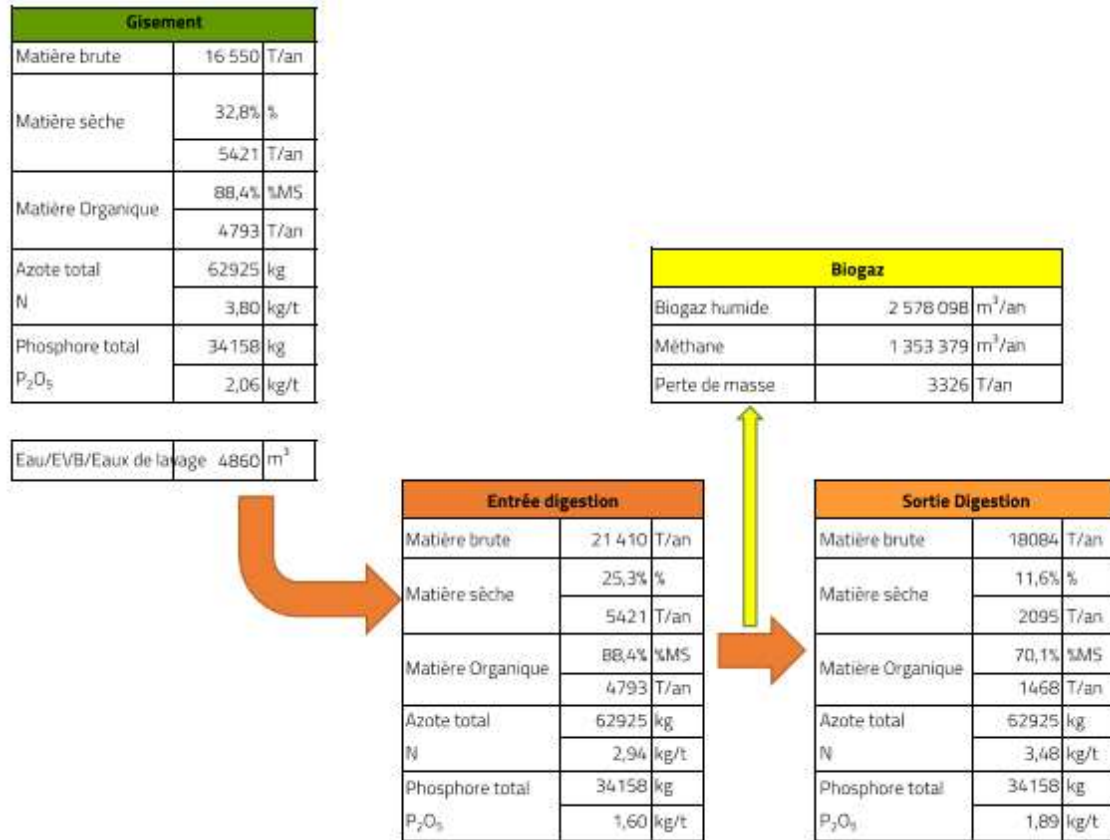 Gisement
Matière brute 16 550 T/an
Matière sèche 32,8% %
5421 T/an
Matière Organique 88,4% %MS
4793 T/an
Azote total 62925 kg
N 3,80 kg/t
Phosphore total 34158 kg
P₂O₅ 2,06 kg/t
Eau/EVB/Eaux de lavage 4860 m³
Biogaz
Biogaz humide 2 578 098 m³/an
Méthane 1 353 379 m³/an
Perte de masse 3326 T/an
Entrée digestion
Matière brute 21 410 T/an
Matière sèche 25,3% %
5421 T/an
Matière Organique 88,4% %MS
4793 T/an
Azote total 62925 kg
N 2,94 kg/t
Phosphore total 34158 kg
P₂O₅ 1,60 kg/t
Sortie Digestion
Matière brute 18084 T/an
Matière sèche 11,6% %
2095 T/an
Matière Organique 70,1% %MS
1468 T/an
Azote total 62925 kg
N 3,48 kg/t
Phosphore total 34158 kg
P₂O₅ 1,89 kg/t